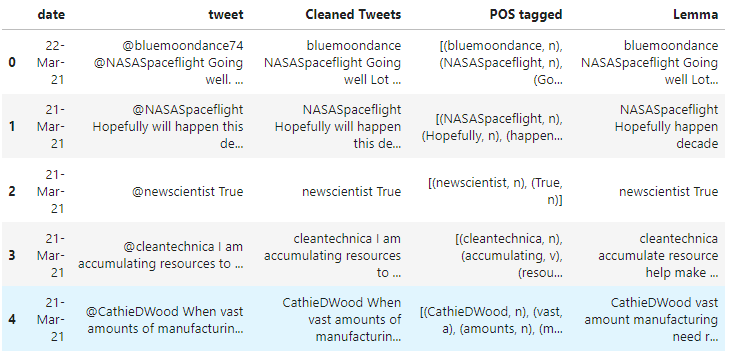 date tweet Cleaned Tweets POS tagged Lemma
22- @bluemoondance74 bluemoondance [(bluemoondance, n), bluemoondance
0 Mar- @NASASpaceflight Going NASASpaceflight Going (NASASpaceflight, n), NASASpaceflight Going
21 well. ... well Lot ... (Go... well Lot...
21- @NASASpaceflight NASASpaceflight [(NASASpaceflight, n), NASASpaceflight
1 Mar- Hopefully will happen this Hopefully will happen (Hopefully, n), (happen... Hopefully happen
21 de... this de... decade
21-
2 Mar- @newscientist True newscientist True [(newscientist, n), (True, newscientist True
21 n)]
21- @cleantechnica I am cleantechnica I am [(cleantechnica, n), cleantechnica
3 Mar- accumulating resources to ... accumulating resources (accumulating, v), accumulate resource
21 to ... (resou... help make ...
21- @CathieDWood When vast CathieDWood When [(CathieDWood, n), (vast, CathieDWood vast
4 Mar- amounts of manufacturin... vast amounts of a), (amounts, n), (m... amount manufacturing
21 manufacturin... need r...